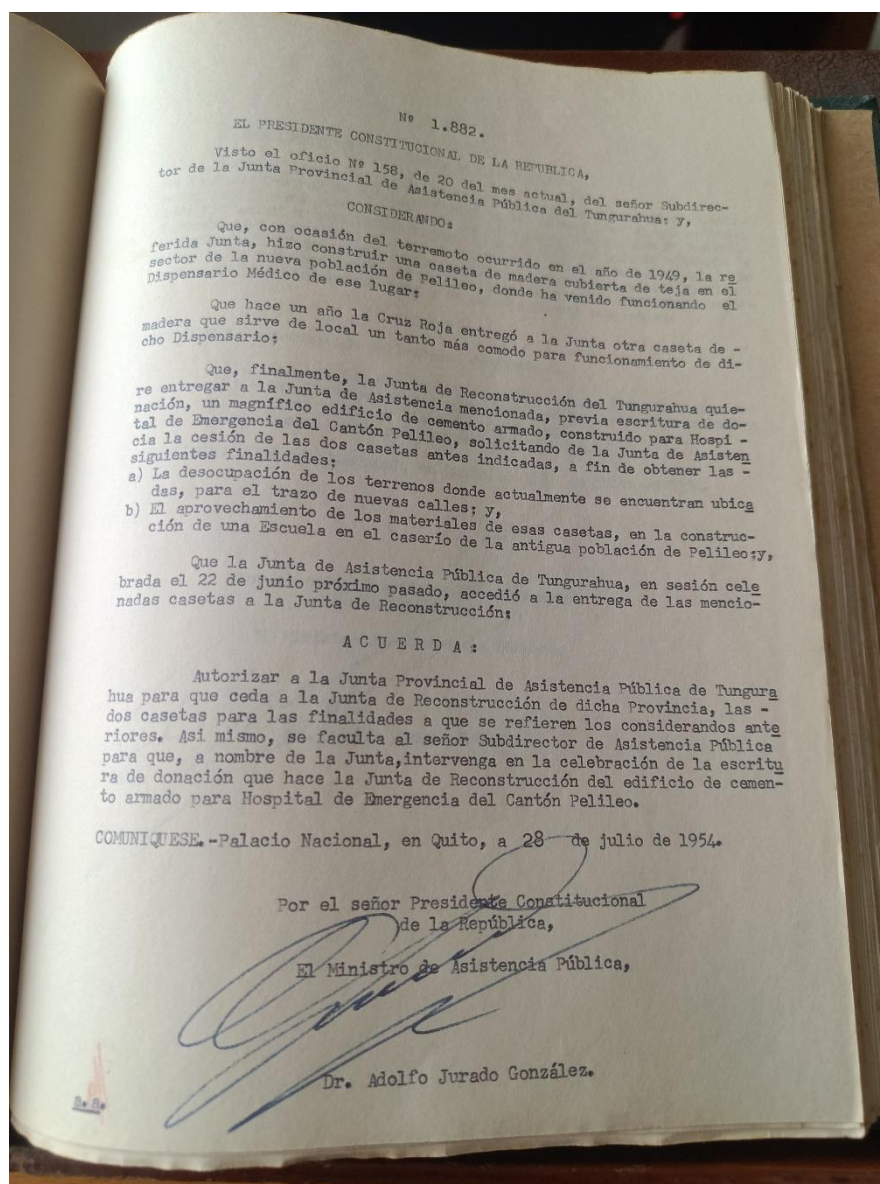 Nº 1.882.
EL PRESIDENTE CONSTITUCIONAL DE LA REPUBLICA,
Visto el oficio Nº 158, de 20 del mes actual, del señor Subdirec-
tor de la Junta Provincial de Asistencia Pública del Tungurahua; y,
CONSIDERANDO:
Que, con ocasión del terremoto ocurrido en el año de 1949, la re
ferida Junta, hizo construir una caseta de madera cubierta de teja en el
sector de la nueva población de Pelileo, donde ha venido funcionando el
Dispensario Médico de ese lugar;
Que hace un año la Cruz Roja entregó a la Junta otra caseta de -
madera que sirve de local un tanto más comodo para funcionamiento de di-
cho Dispensario;
Que, finalmente, la Junta de Reconstrucción del Tungurahua quie-
re entregar a la Junta de Asistencia mencionada, previa escritura de do-
nación, un magnífico edificio de cemento armado, construido para Hospi -
tal de Emergencia del Cantón Pelileo, solicitando de la Junta de Asisten
cia la cesión de las dos casetas antes indicadas, a fin de obtener las -
siguientes finalidades:
a) La desocupación de los terrenos donde actualmente se encuentran ubica
das, para el trazo de nuevas calles; y,
b) El aprovechamiento de los materiales de esas casetas, en la construc-
ción de una Escuela en el caserío de la antigua población de Pelileo;y,
Que la Junta de Asistencia Pública de Tungurahua, en sesión cele
brada el 22 de junio próximo pasado, accedió a la entrega de las mencio-
nadas casetas a la Junta de Reconstrucción;
A C U E R D A :
Autorizar a la Junta Provincial de Asistencia Pública de Tungura
hua para que ceda a la Junta de Reconstrucción de dicha Provincia, las -
dos casetas para las finalidades a que se refieren los considerandos ante
riores. Asi mismo, se faculta al señor Subdirector de Asistencia Pública
para que, a nombre de la Junta,intervenga en la celebración de la escritu
ra de donación que hace la Junta de Reconstrucción del edificio de cemen-
to armado para Hospital de Emergencia del Cantón Pelileo.
COMUNIQUESE.-Palacio Nacional, en Quito, a 28 de julio de 1954.
Por el señor Presidente Constitucional
de la República,
El Ministro de Asistencia Pública,
Dr. Adolfo Jurado González.